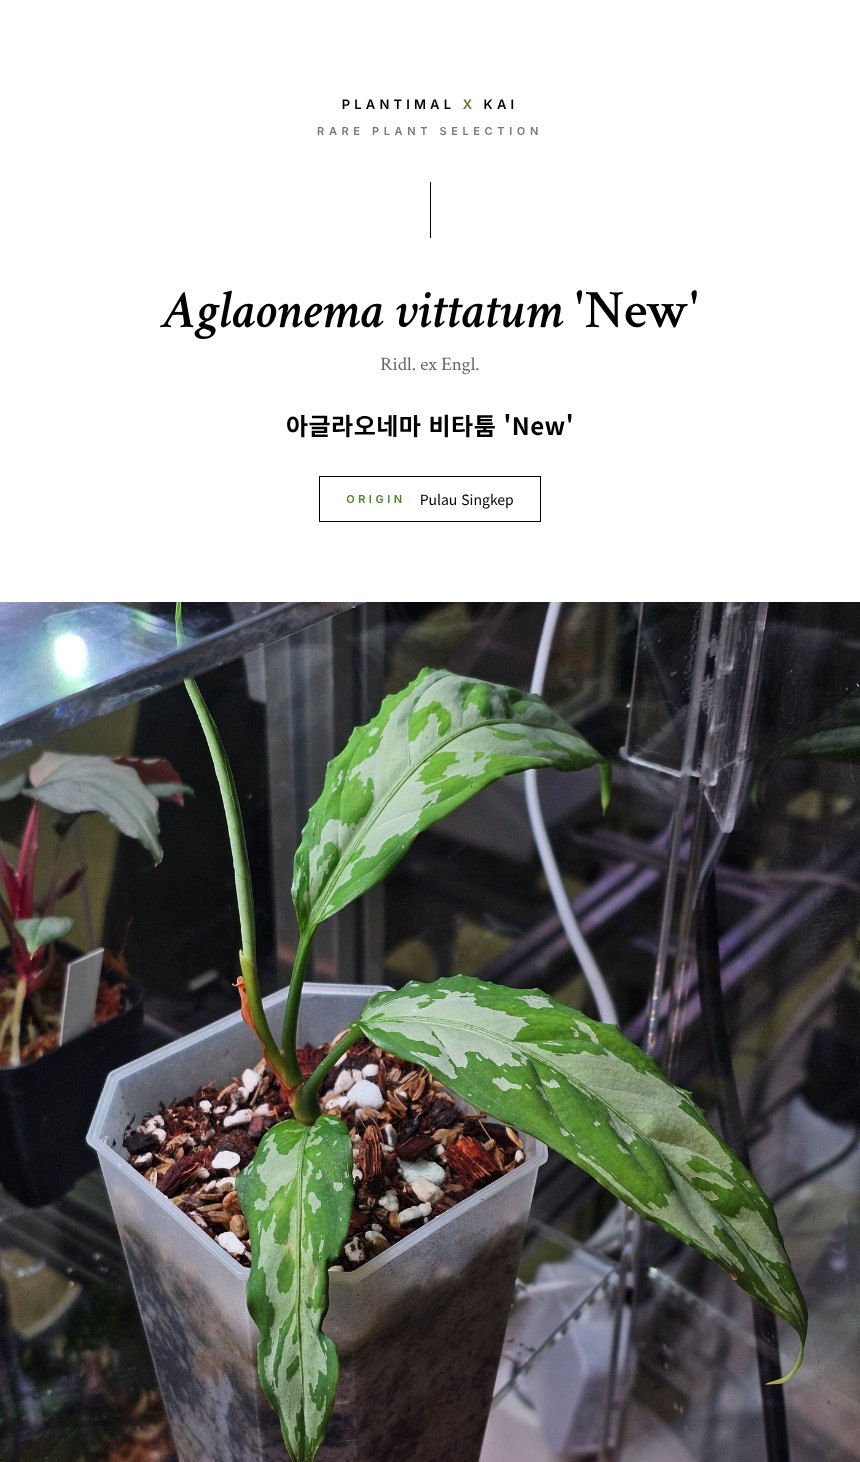 PLANTIMAL X KAI
RARE PLANT SELECTION
Aglaonema vittatum 'New'
Ridl. ex Engl.
아글라오네마 비타툼 'New'
ORIGIN Pulau Singkep